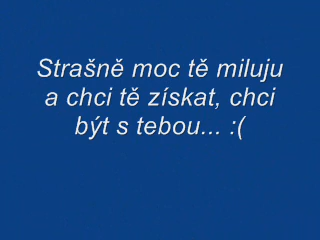 Strašně moc tě miluju
a chci tě získat, chci
být s tebou... :(